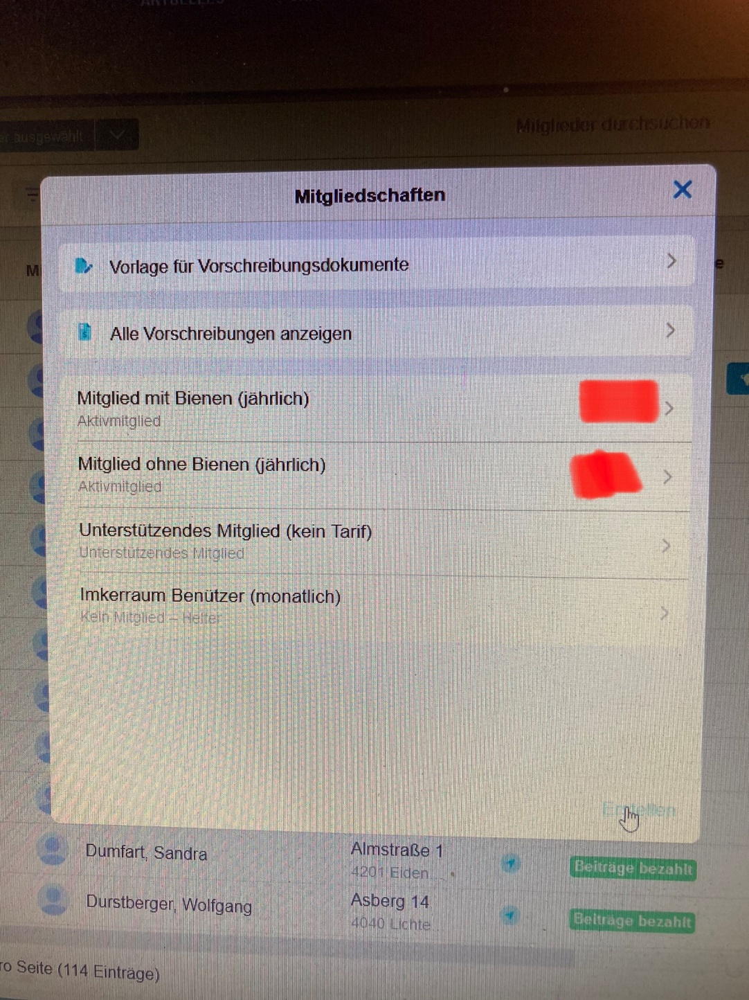 AKTUELLES
er ausgewählt
Mitglieder durchsuchen
Mitgliedschaften
Vorlage für Vorschreibungsdokumente
Alle Vorschreibungen anzeigen
Mitglied mit Bienen (jährlich)
Aktivmitglied
Mitglied ohne Bienen (jährlich)
Aktivmitglied
Unterstützendes Mitglied (kein Tarif)
Unterstützendes Mitglied
Imkerraum Benützer (monatlich)
Kein Mitglied – Helfer
Erstellen
Dumfart, Sandra
Almstraße 1
4201 Eiden
Beiträge bezahlt
Durstberger, Wolfgang
Asberg 14
4040 Lichte
Beiträge bezahlt
ro Seite (114 Einträge)